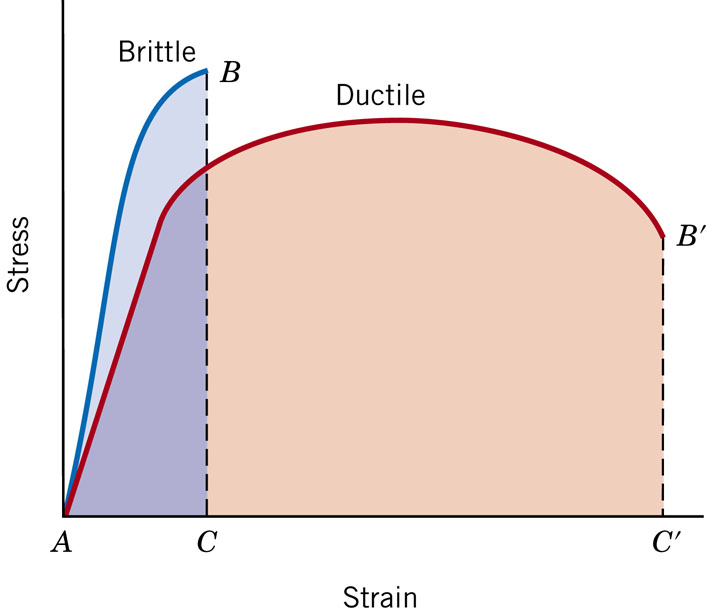 Brittle
B
Ductile
Stress
B′
A
C
C′
Strain